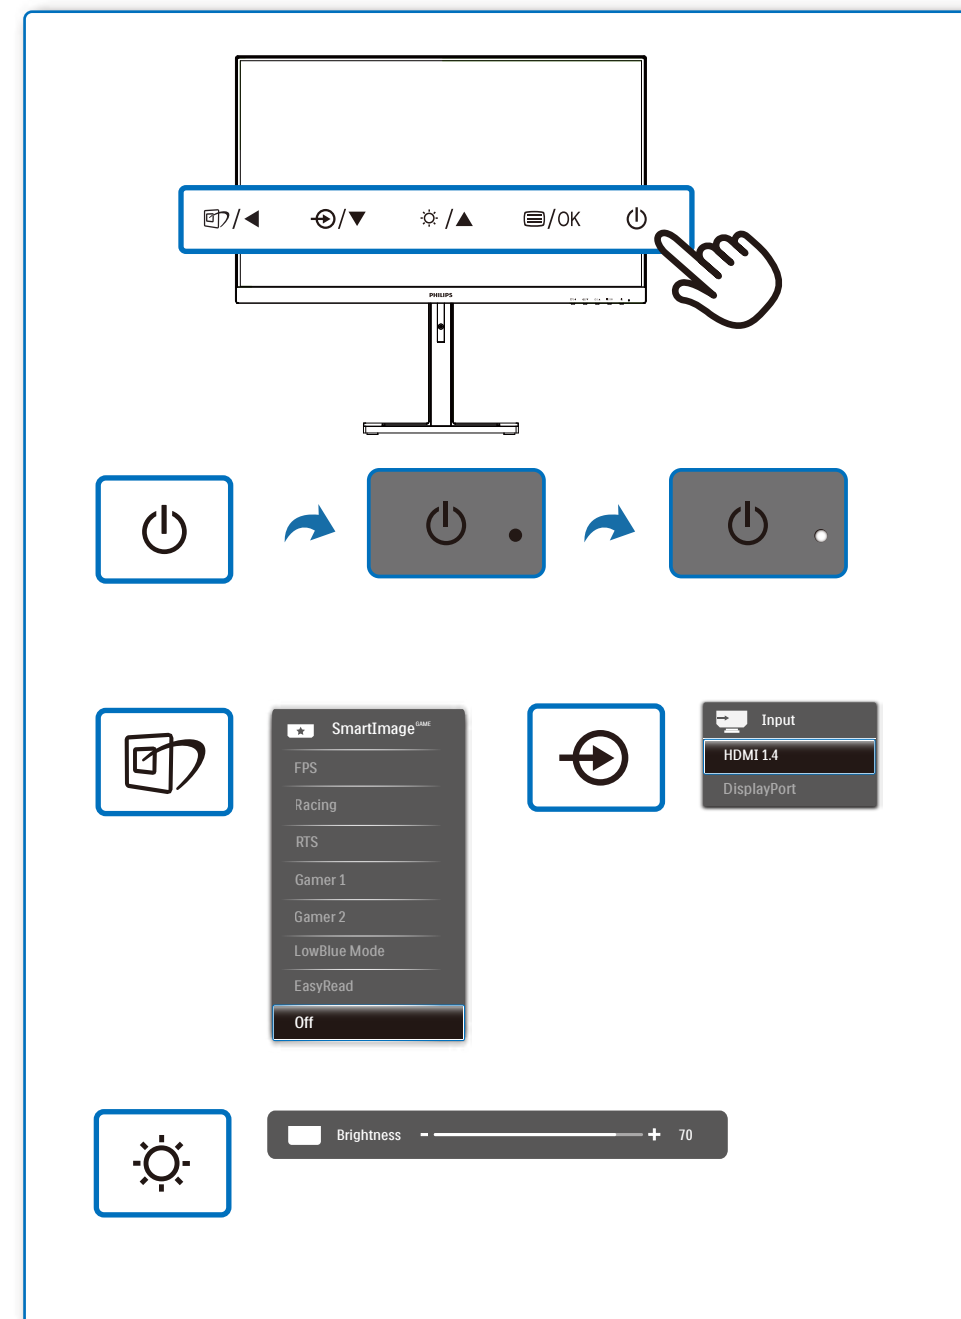 /◀ /▼ /▲ /OK
PHILIPS
SmartImage GAME
FPS
Racing
RTS
Gamer 1
Gamer 2
LowBlue Mode
EasyRead
Off
Input
HDMI 1.4
DisplayPort
Brightness - + 70